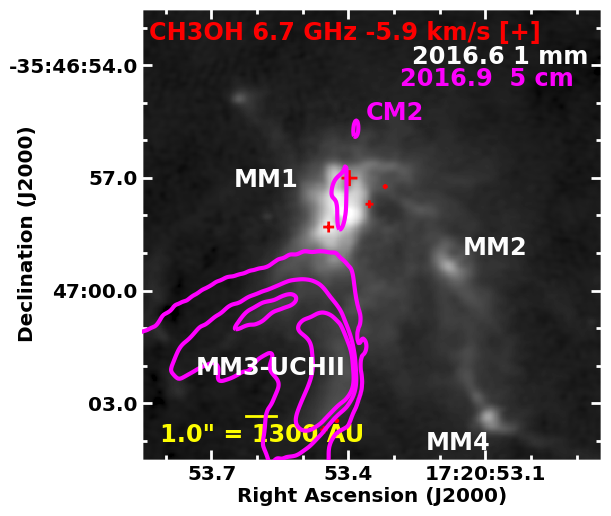 CH3OH 6.7 GHz -5.9 km/s [+]
2016.6 1 mm
2016.9 5 cm
CM2
MM1
MM2
MM3-UCHII
MM4
1.0" = 1300 AU
-35:46:54.0
57.0
47:00.0
03.0
Declination (J2000)
53.7
53.4
17:20:53.1
Right Ascension (J2000)